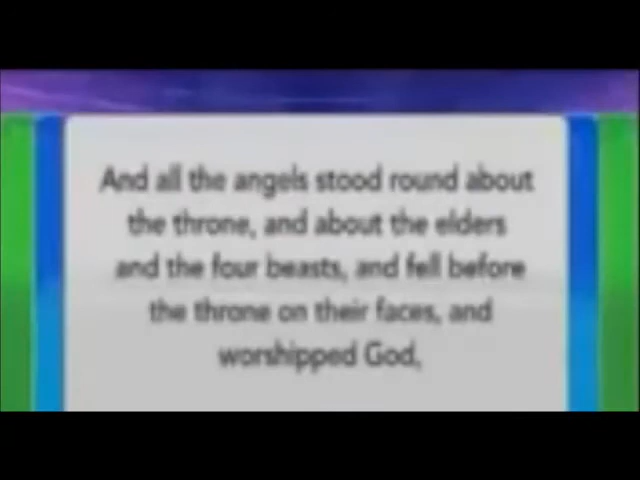 And all the angels stood round about
the throne, and about the elders
and the four beasts, and fell before
the throne on their faces, and
worshipped God,